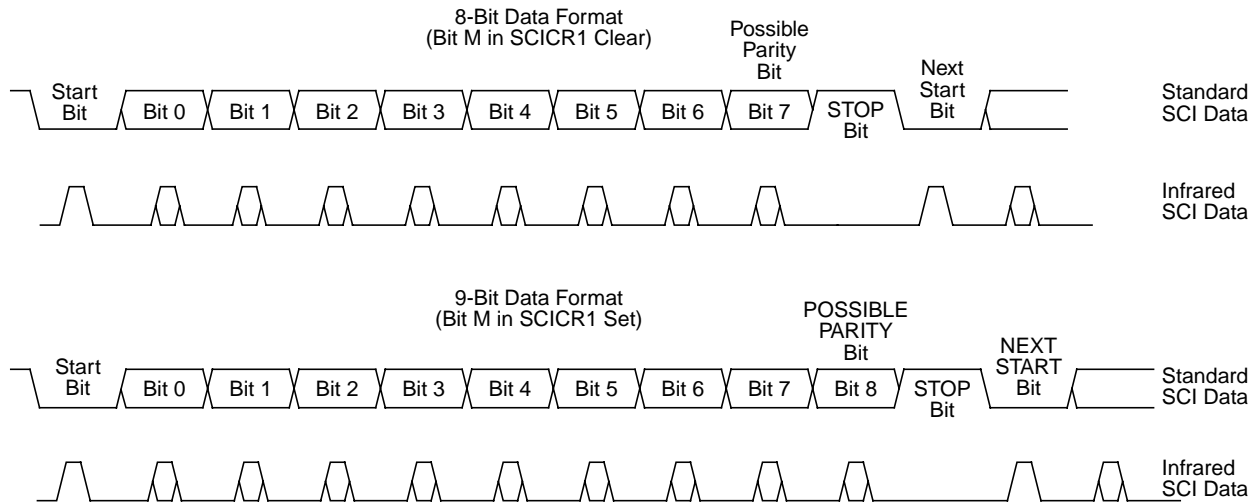 8-Bit Data Format
(Bit M in SCICR1 Clear)
Possible
Parity
Bit
Start
Bit
Bit 0
Bit 1
Bit 2
Bit 3
Bit 4
Bit 5
Bit 6
Bit 7
STOP
Bit
Next
Start
Bit
Standard
SCI Data
Infrared
SCI Data
9-Bit Data Format
(Bit M in SCICR1 Set)
POSSIBLE
PARITY
Bit
Start
Bit
Bit 0
Bit 1
Bit 2
Bit 3
Bit 4
Bit 5
Bit 6
Bit 7
Bit 8
STOP
Bit
NEXT
START
Bit
Standard
SCI Data
Infrared
SCI Data